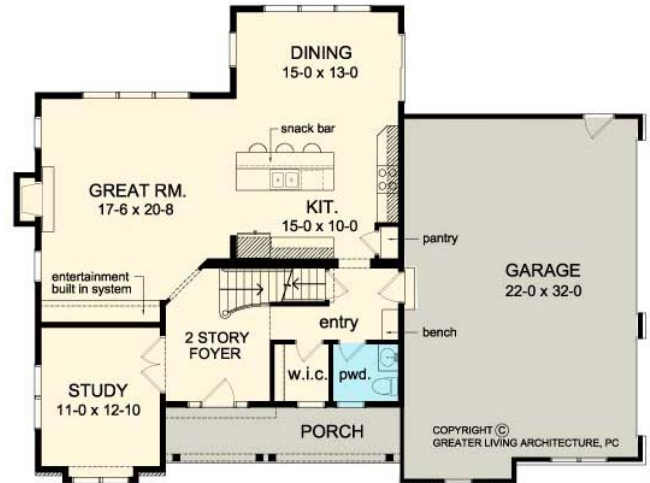 DINING
15-0 x 13-0
snack bar
GREAT RM.
17-6 x 20-8
KIT.
15-0 x 10-0
pantry
GARAGE
22-0 x 32-0
entertainment
built in system
entry
bench
2 STORY
FOYER
w.i.c.
pwd.
STUDY
11-0 x 12-10
PORCH
COPYRIGHT ©
GREATER LIVING ARCHITECTURE, PC